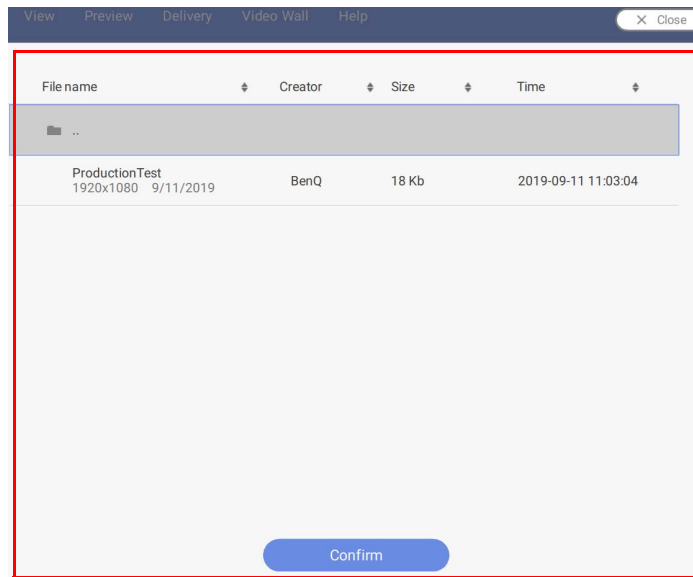 View Preview Delivery Video Wall Help × Close
File name Creator Size Time
..
ProductionTest
1920x1080 9/11/2019 BenQ 18 Kb 2019-09-11 11:03:04
Confirm